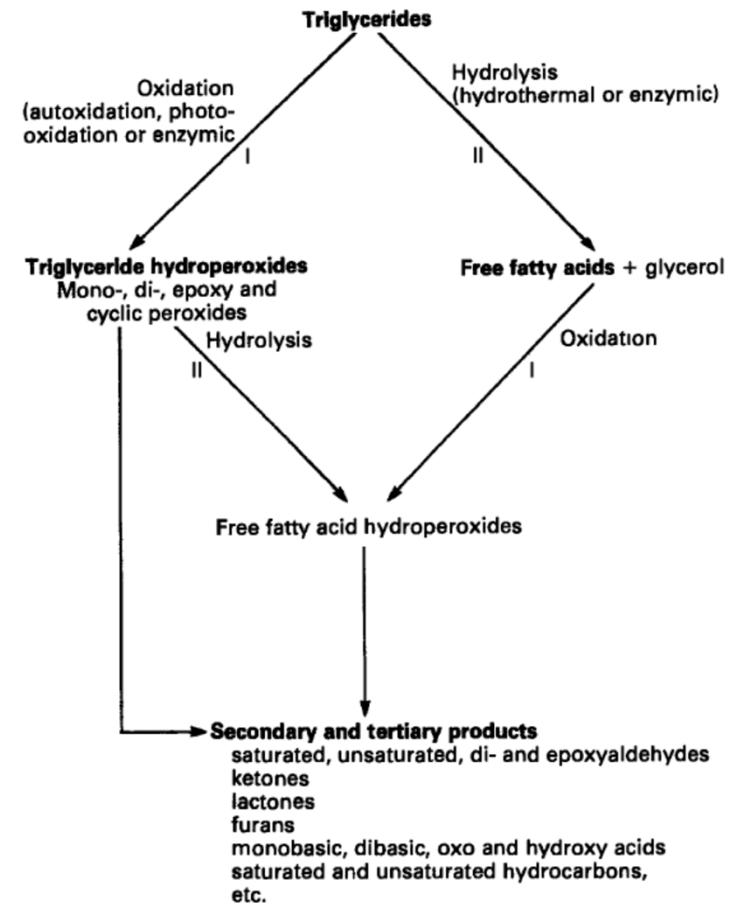 Triglycerides
Oxidation
(autoxidation, photo-
oxidation or enzymic
I
Hydrolysis
(hydrothermal or enzymic)
II
Triglyceride hydroperoxides
Mono-, di-, epoxy and
cyclic peroxides
Free fatty acids + glycerol
Hydrolysis
II
Oxidation
I
Free fatty acid hydroperoxides
Secondary and tertiary products
saturated, unsaturated, di- and epoxyaldehydes
ketones
lactones
furans
monobasic, dibasic, oxo and hydroxy acids
saturated and unsaturated hydrocarbons,
etc.